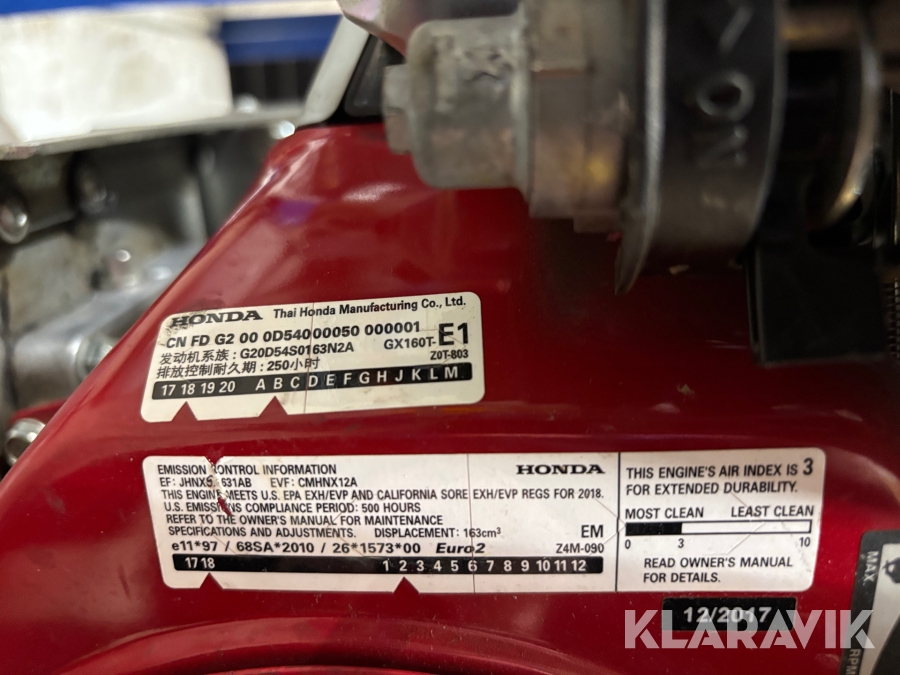 HONDA Thai Honda Manufacturing Co., Ltd.
CN FD G2 00 0D54000050 000001
发动机系族：G20D54S0163N2A GX160T-E1
排放控制耐久期：250小时 Z0T-803
17 18 19 20 A B C D E F G H J K L M
EMISSION CONTROL INFORMATION HONDA
EF: JHNXS. 631AB EVF: CMHNX12A
THIS ENGINE MEETS U.S. EPA EXH/EVP AND CALIFORNIA SORE EXH/EVP REGS FOR 2018.
U.S. EMISSIONS COMPLIANCE PERIOD: 500 HOURS
REFER TO THE OWNER'S MANUAL FOR MAINTENANCE
SPECIFICATIONS AND ADJUSTMENTS. DISPLACEMENT: 163cm³ EM
e11*97 / 68SA*2010 / 26*1573*00 Euro2 Z4M-090
17 18 1 2 3 4 5 6 7 8 9 10 11 12
THIS ENGINE'S AIR INDEX IS 3
FOR EXTENDED DURABILITY.
MOST CLEAN LEAST CLEAN
0 3 10
READ OWNER'S MANUAL
FOR DETAILS.
12/2017
MAX.
RPM
KLARAVIK